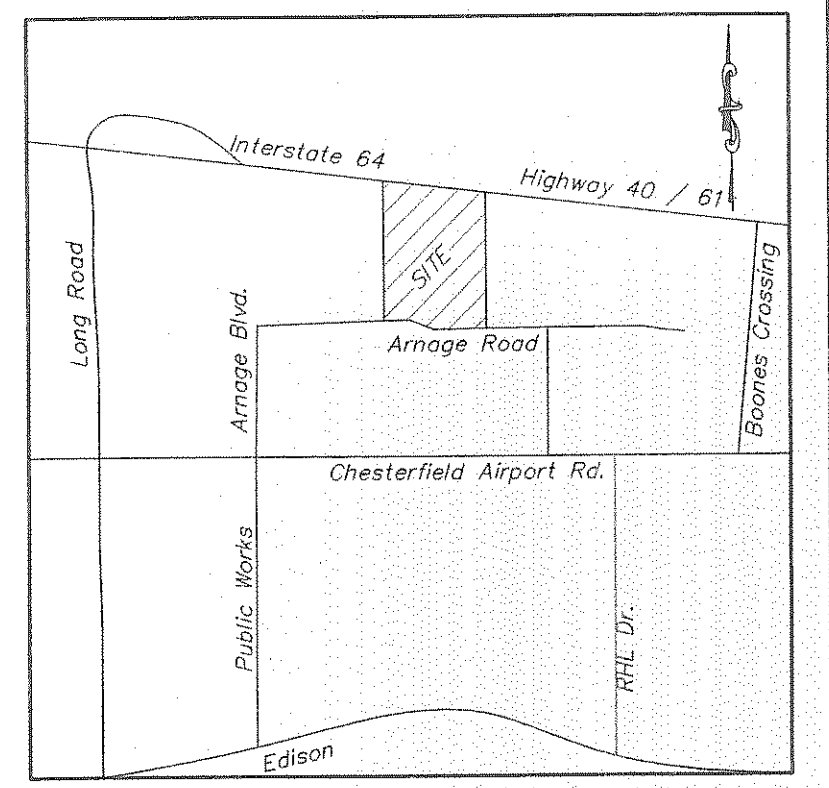 Interstate 64
Highway 40 / 61
SITE
Long Road
Arnage Blvd.
Arnage Road
Boones Crossing
Chesterfield Airport Rd.
Public Works
RHL Dr.
Edison